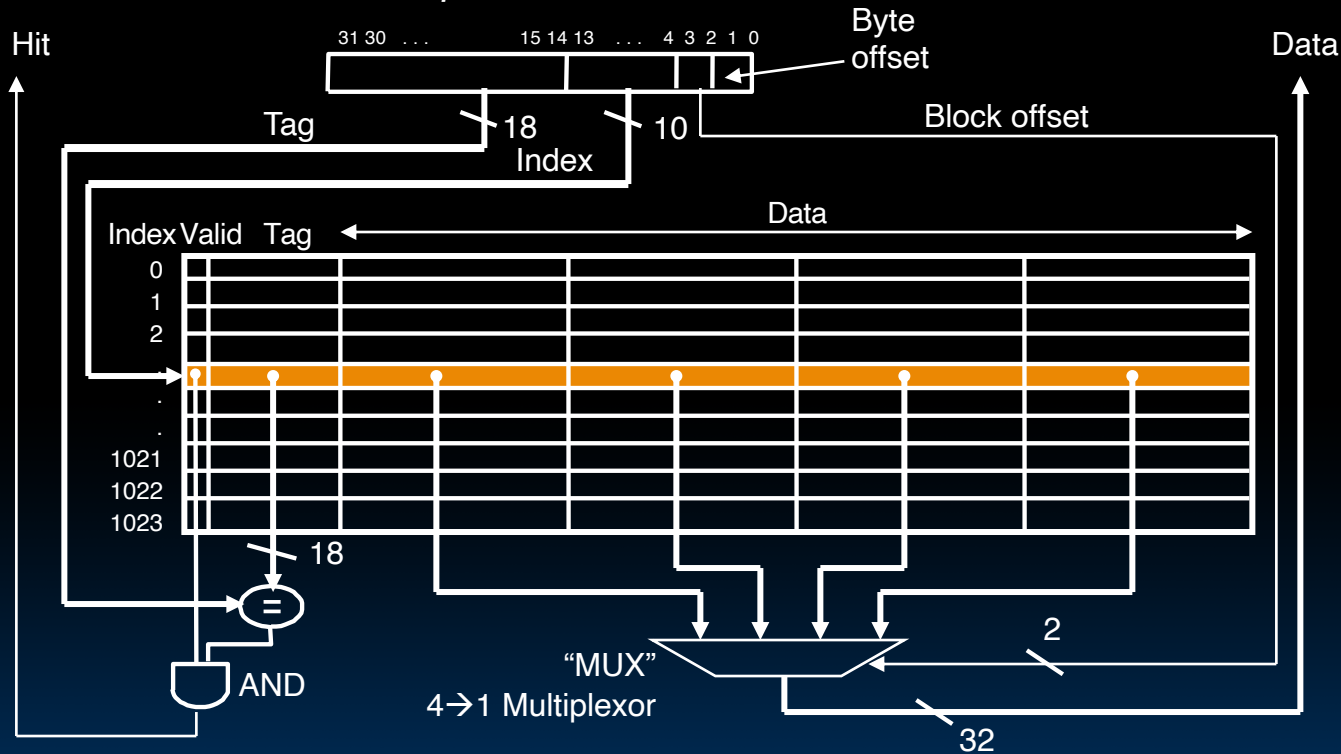 Byte
offset
Hit
31 30 . . . 15 14 13 . . . 4 3 2 1 0
Data
Tag
18
10
Block offset
Index
Data
Index Valid Tag
0
1
2
.
.
.
1021
1022
1023
18
=
AND
“MUX”
4→1 Multiplexor
2
32